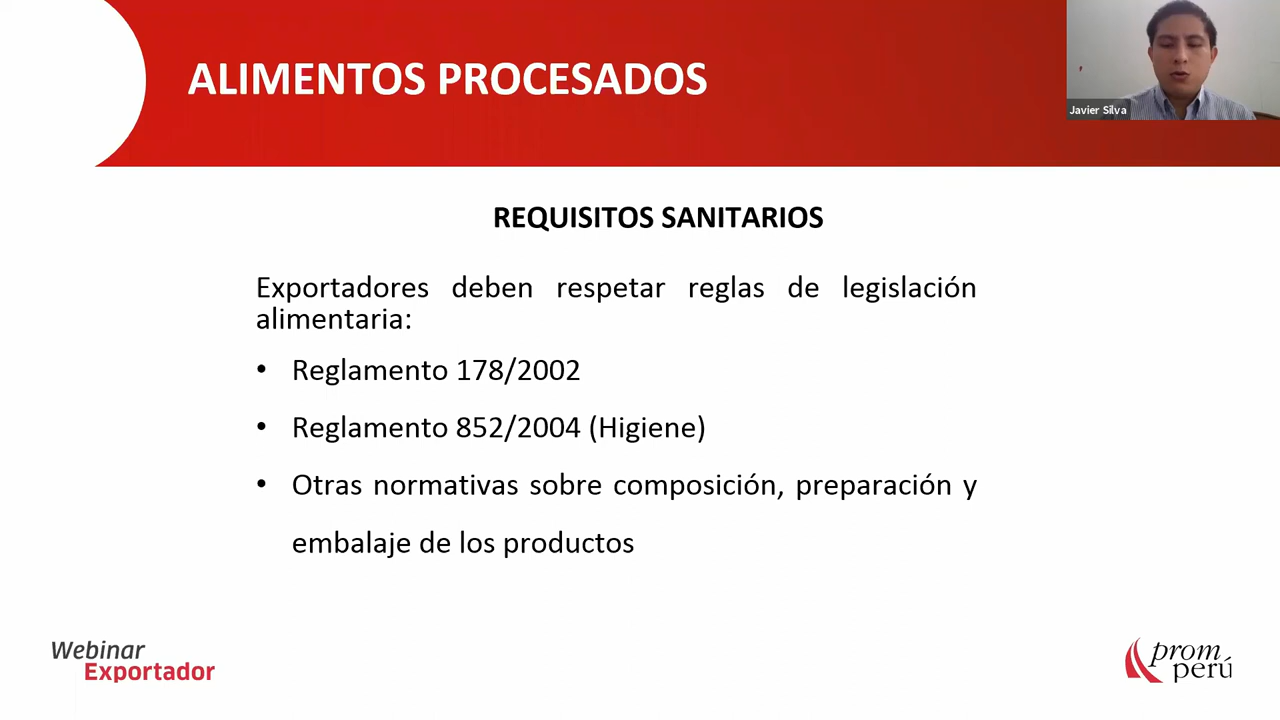 ALIMENTOS PROCESADOS
Javier Silva
REQUISITOS SANITARIOS
Exportadores deben respetar reglas de legislación
alimentaria:
• Reglamento 178/2002
• Reglamento 852/2004 (Higiene)
• Otras normativas sobre composición, preparación y
embalaje de los productos
Webinar
Exportador
prom
perú